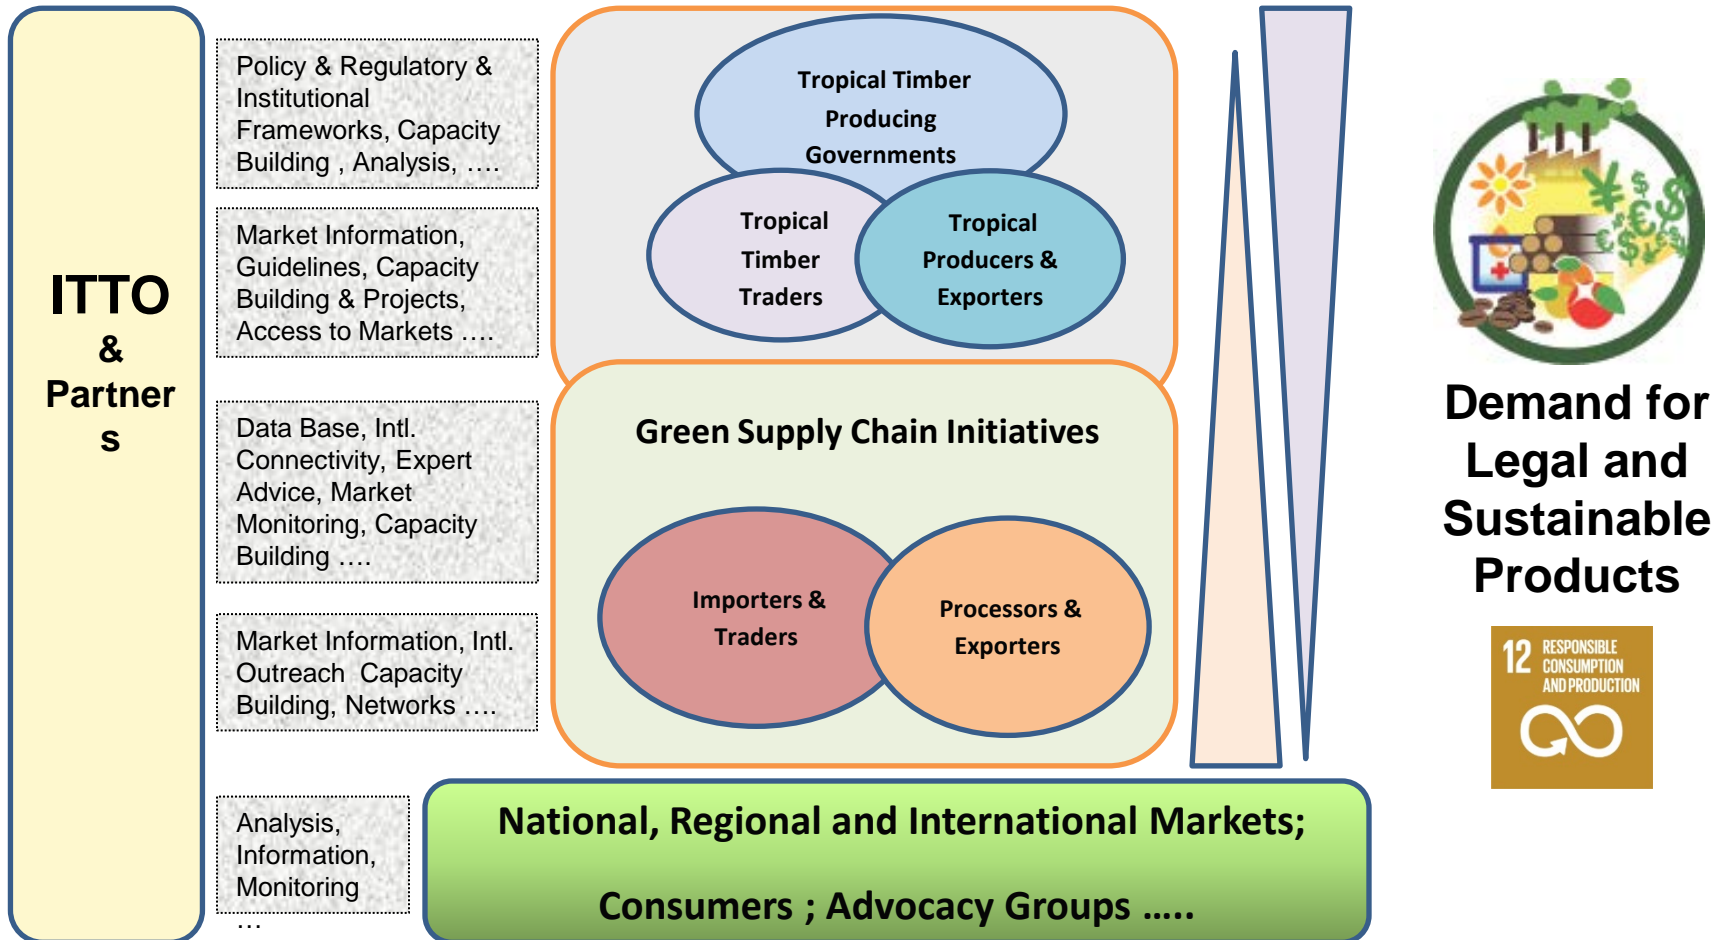 ITTO
&
Partner
s
Policy & Regulatory &
Institutional
Frameworks, Capacity
Building , Analysis, ….
Market Information,
Guidelines, Capacity
Building & Projects,
Access to Markets ….
Data Base, Intl.
Connectivity, Expert
Advice, Market
Monitoring, Capacity
Building ….
Market Information, Intl.
Outreach  Capacity
Building, Networks ….
Analysis,
Information,
Monitoring
…
Tropical Timber
Producing
Governments
Tropical
Timber
Traders
Tropical
Producers &
Exporters
Green Supply Chain Initiatives
Importers &
Traders
Processors &
Exporters
National, Regional and International Markets;
Consumers ; Advocacy Groups …..
¥ $ $
€ $ €
€ $ € $
Demand for
Legal and
Sustainable
Products
12 RESPONSIBLE
CONSUMPTION
AND PRODUCTION